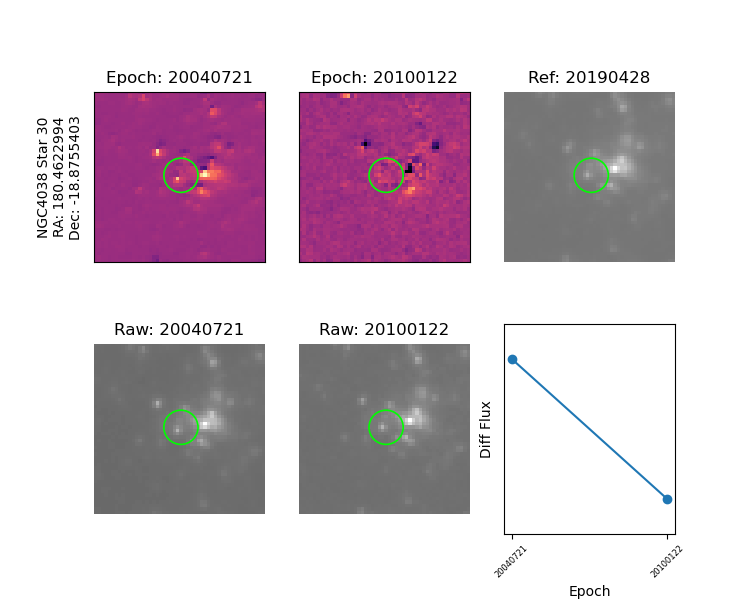 NGC4038 Star 30
RA: 180.4622994
Dec: -18.8755403
Epoch: 20040721
Epoch: 20100122
Ref: 20190428
Raw: 20040721
Raw: 20100122
Diff Flux
20040721
20100122
Epoch